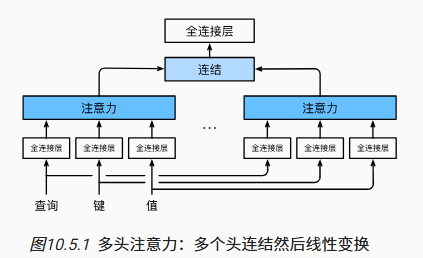 全连接层
连结
注意力 ... 注意力
全连接层 全连接层 全连接层 全连接层 全连接层 全连接层
查询 键 值
图10.5.1 多头注意力：多个头连结然后线性变换